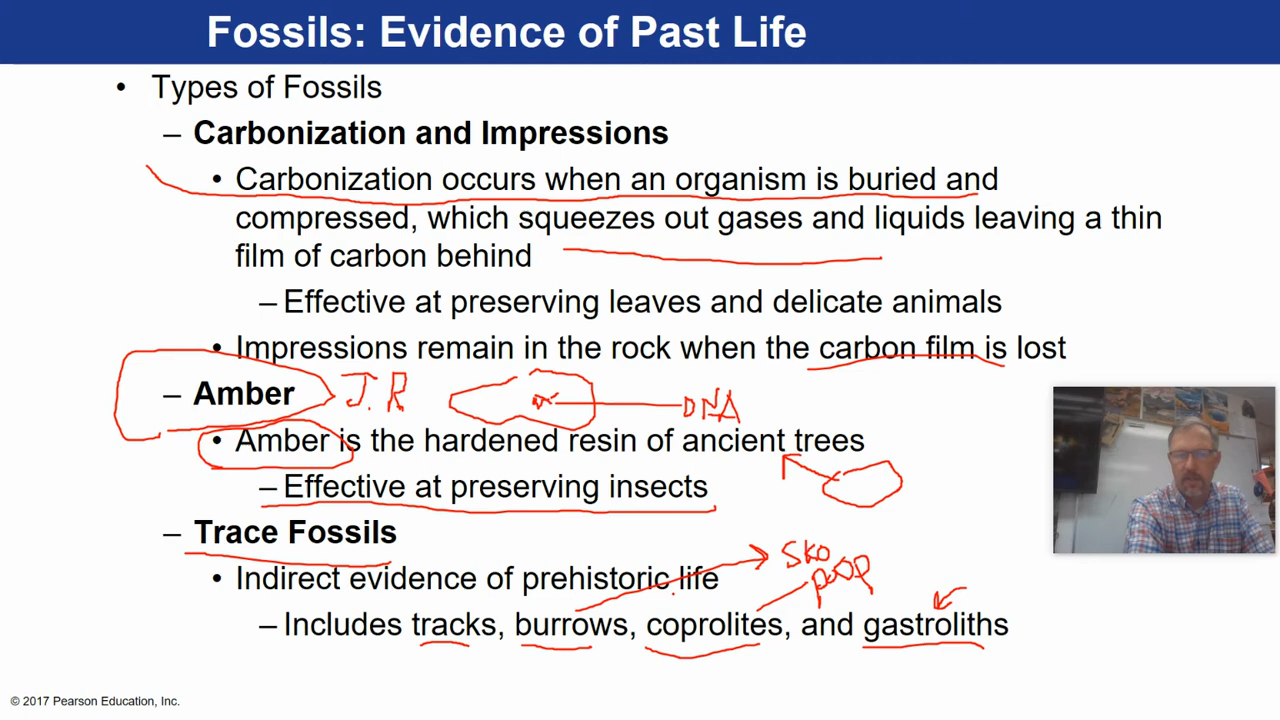 Fossils: Evidence of Past Life
• Types of Fossils
– Carbonization and Impressions
• Carbonization occurs when an organism is buried and
compressed, which squeezes out gases and liquids leaving a thin
film of carbon behind
– Effective at preserving leaves and delicate animals
• Impressions remain in the rock when the carbon film is lost
– Amber J.R DNA
• Amber is the hardened resin of ancient trees
– Effective at preserving insects
– Trace Fossils
• Indirect evidence of prehistoric life
poop
– Includes tracks, burrows, coprolites, and gastroliths
© 2017 Pearson Education, Inc.